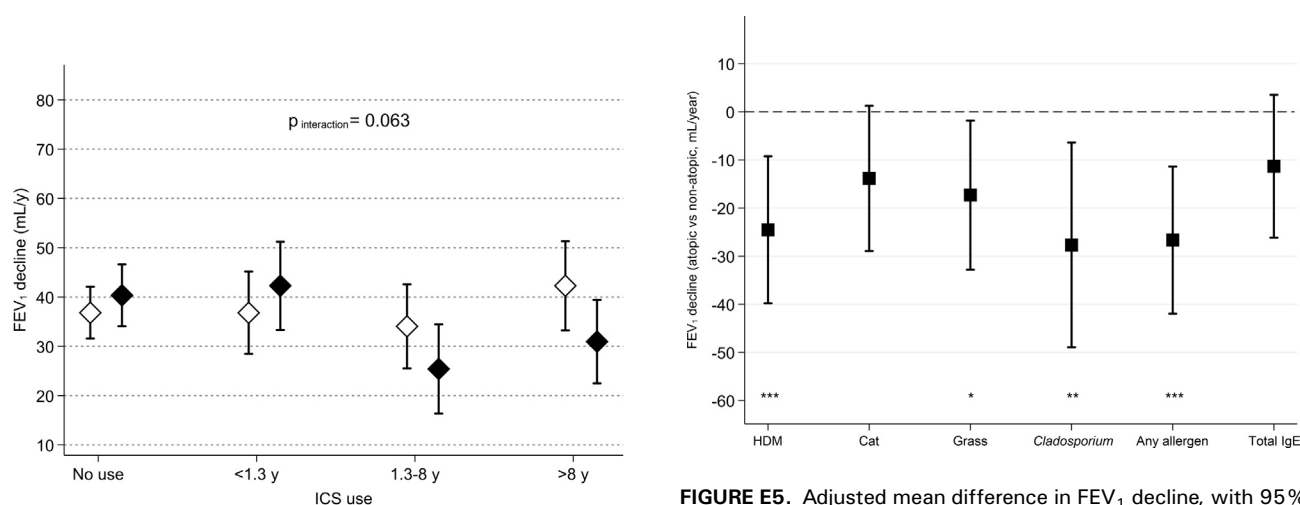 80
70
60
50
40
30
20
10
FEV₁ decline (mL/y)
p interaction = 0.063
No use <1.3 y 1.3-8 y >8 y
ICS use
10
0
-10
-20
-30
-40
-50
-60
FEV₁ decline (atopic vs non-atopic, mL/year)
*** * ** ***
HDM Cat Grass Cladosporium Any allergen Total IgE
FIGURE E5. Adjusted mean difference in FEV₁ decline, with 95%